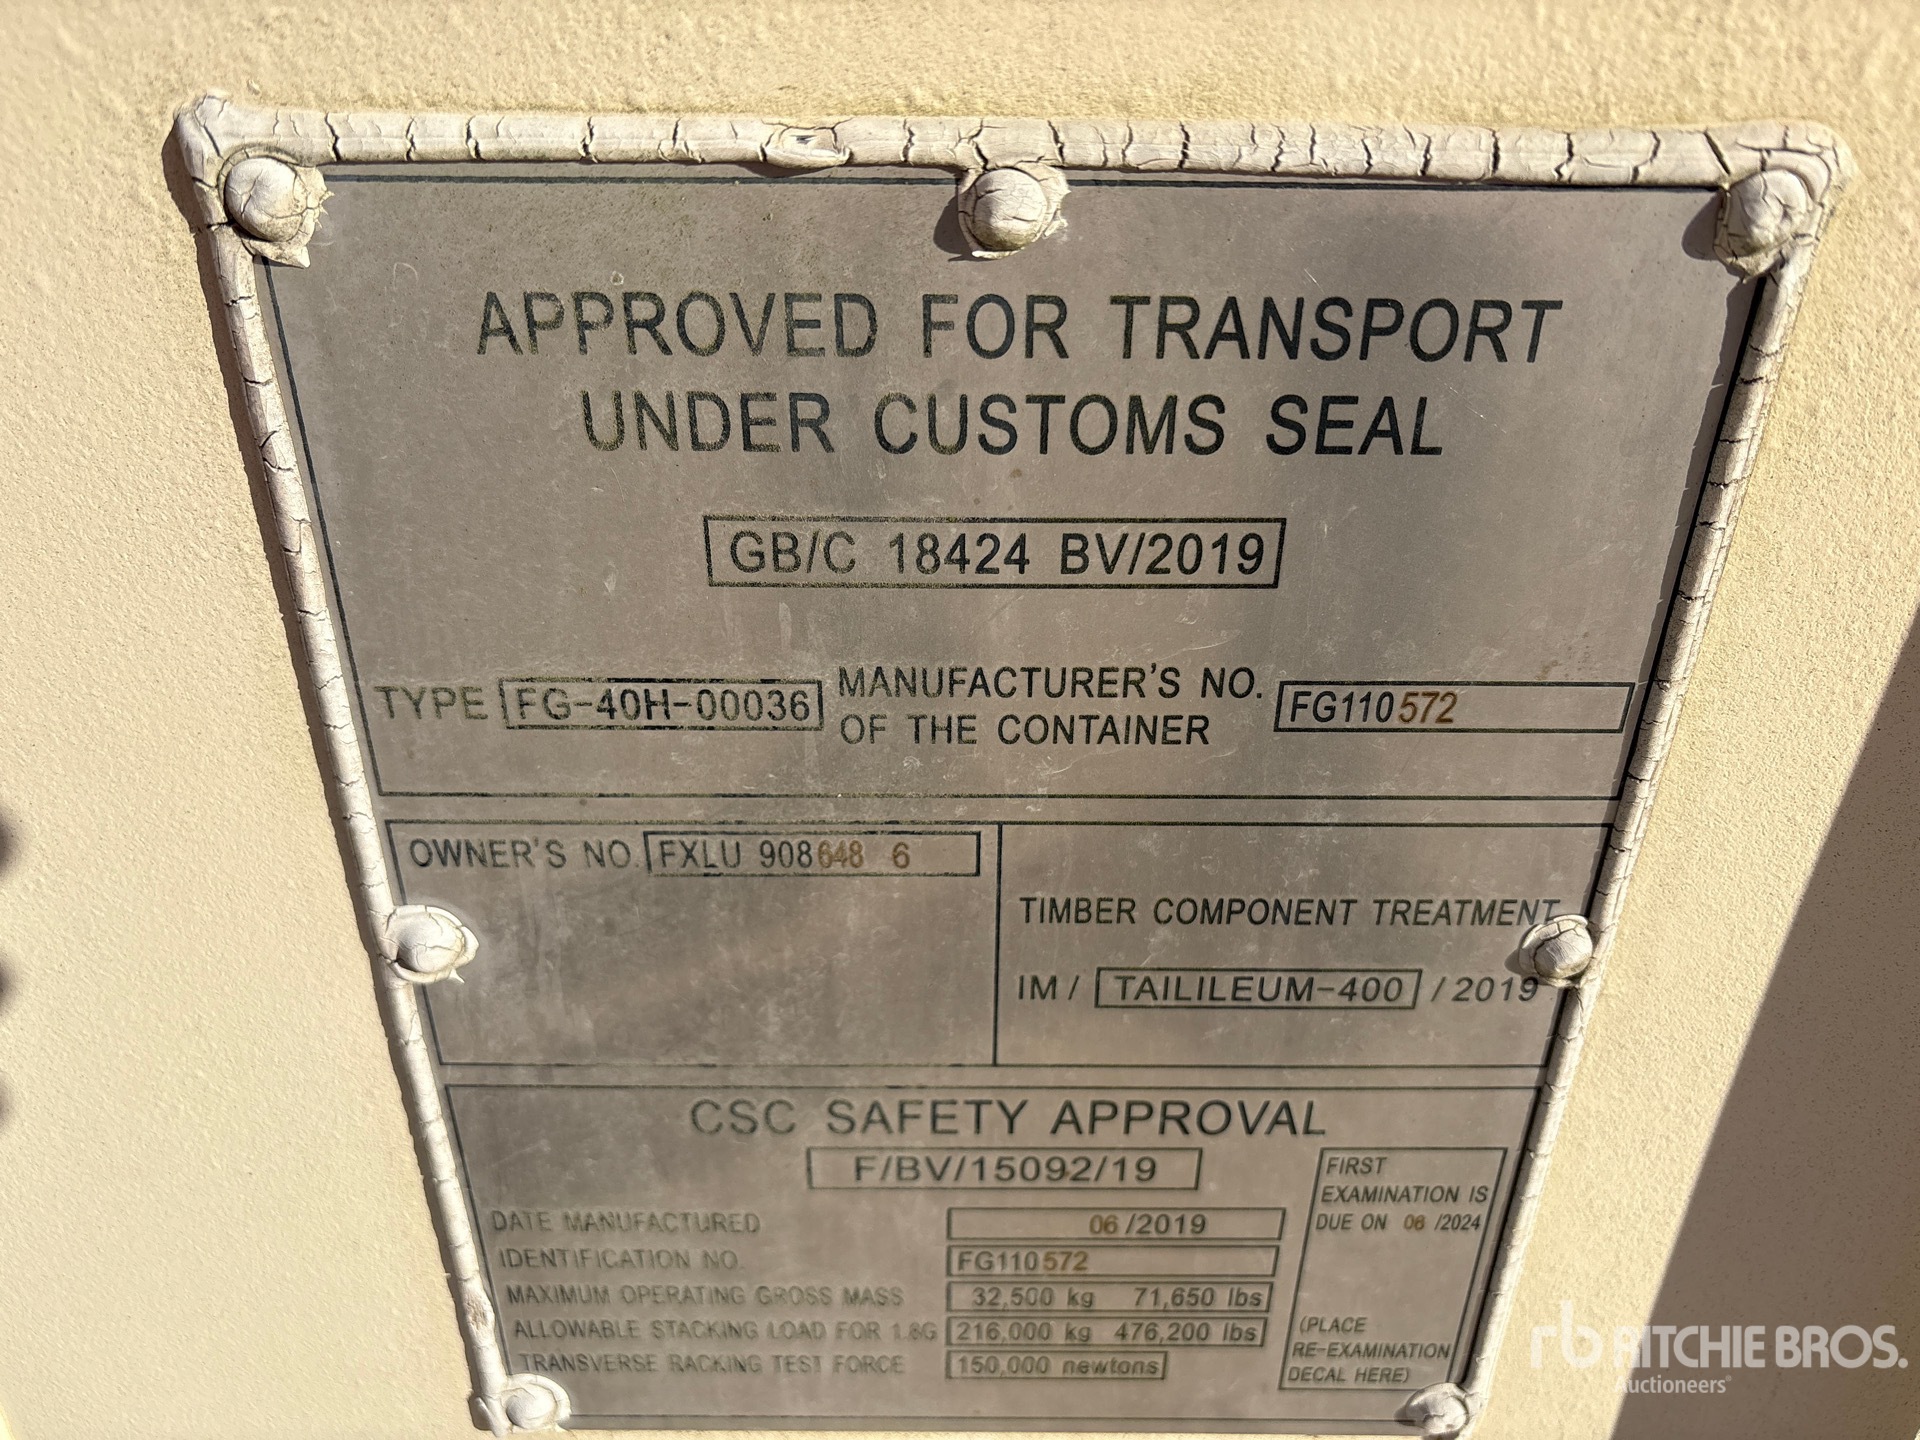 APPROVED FOR TRANSPORT
UNDER CUSTOMS SEAL
GB/C 18424 BV/2019
TYPE FG-40H-00036 MANUFACTURER'S NO. OF THE CONTAINER FG110572
OWNER'S NO. FXLU 908648 6
TIMBER COMPONENT TREATMENT
IM / TAILILEUM-400 / 2019
CSC SAFETY APPROVAL
F/BV/15092/19
DATE MANUFACTURED 06 /2019
IDENTIFICATION NO. FG110572
MAXIMUM OPERATING GROSS MASS 32,500 kg 71,650 lbs
ALLOWABLE STACKING LOAD FOR 1.8G 216,000 kg 476,200 lbs
TRANSVERSE RACKING TEST FORCE 150,000 newtons
FIRST
EXAMINATION IS
DUE ON 06 /2024
(PLACE
RE-EXAMINATION
DECAL HERE)
rb RITCHIE BROS.
Auctioneers